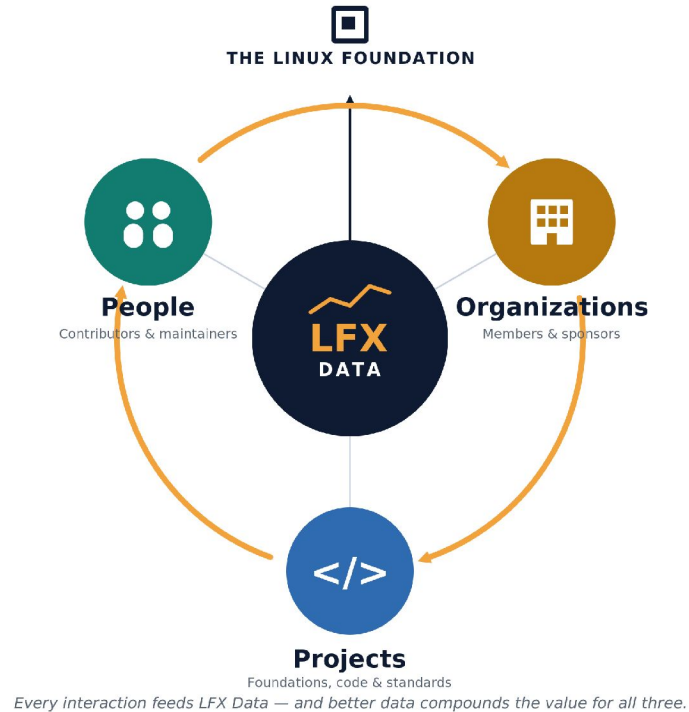 THE LINUX FOUNDATION
People
Contributors & maintainers
Organizations
Members & sponsors
LFX
DATA
</>
Projects
Foundations, code & standards
Every interaction feeds LFX Data — and better data compounds the value for all three.